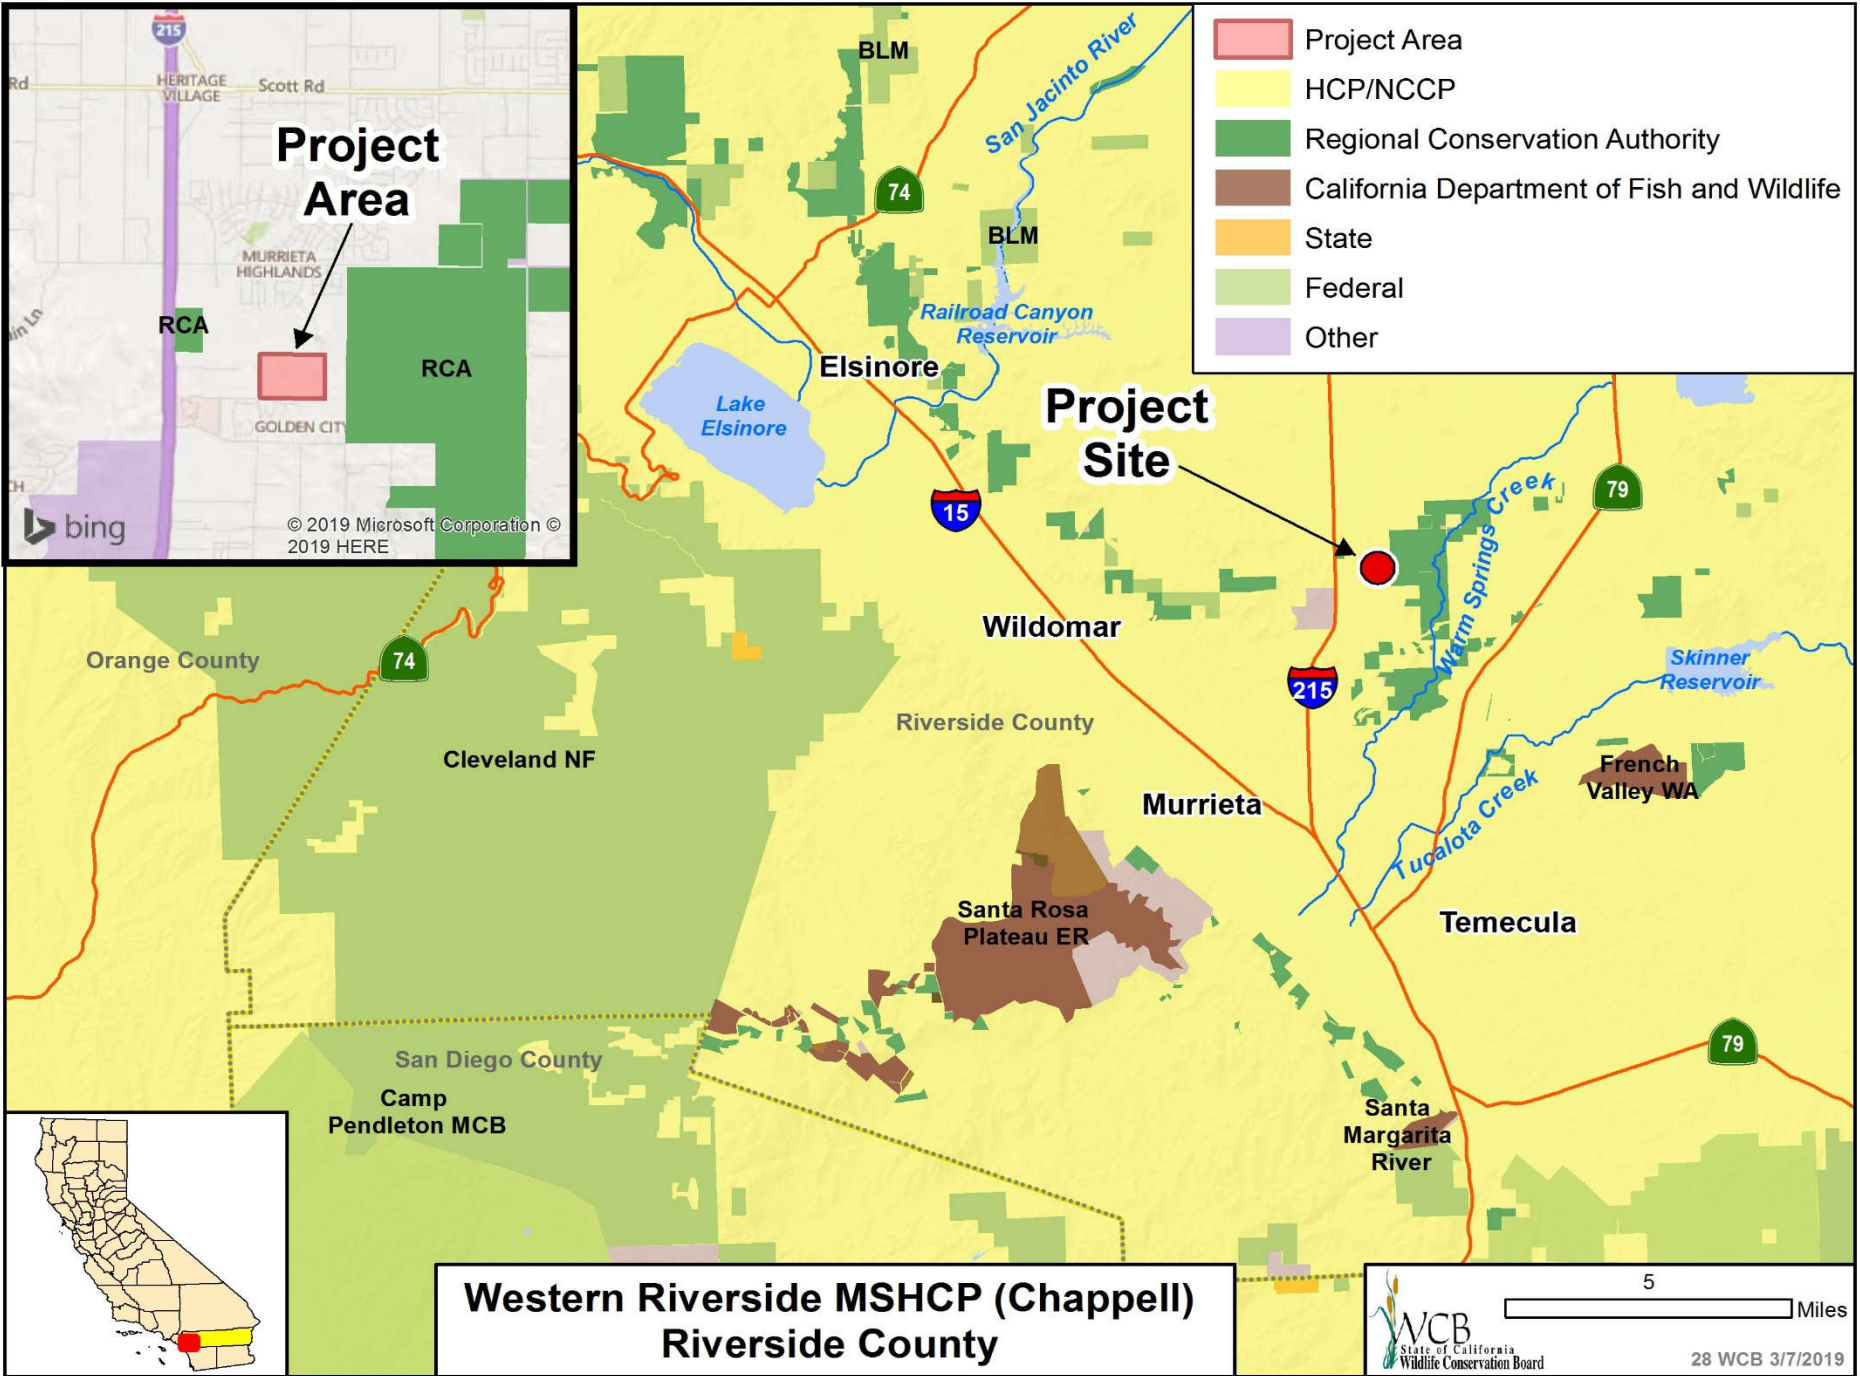 215
Rd
HERITAGE
VILLAGE
Scott Rd
Project
Area
MURRIETA
HIGHLANDS
ain Ln
RCA
RCA
GOLDEN CITY
CH
bing
© 2019 Microsoft Corporation ©
2019 HERE
Project Area
HCP/NCCP
Regional Conservation Authority
California Department of Fish and Wildlife
State
Federal
Other
BLM
San Jacinto River
74
BLM
Railroad Canyon
Reservoir
Elsinore
Lake
Elsinore
Project
Site
15
79
Warm Springs Creek
Wildomar
Orange County
74
215
Skinner
Reservoir
Riverside County
Cleveland NF
French
Valley WA
Murrieta
Tucalota Creek
Santa Rosa
Plateau ER
Temecula
San Diego County
Camp
Pendleton MCB
79
Santa
Margarita
River
Western Riverside MSHCP (Chappell)
Riverside County
5
Miles
WCB
State of California
Wildlife Conservation Board
28 WCB 3/7/2019